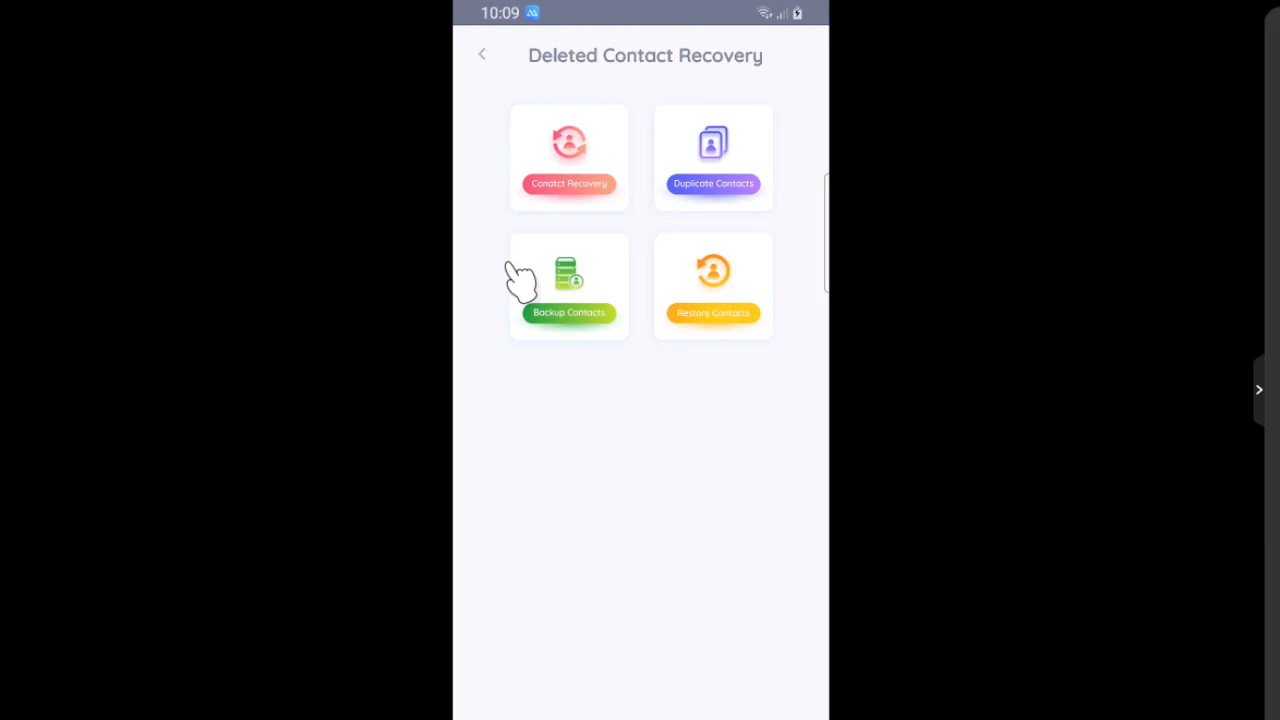 10:09
Deleted Contact Recovery
Conatct Recovery
Duplicate Contacts
Backup Contacts
Restore Contacts